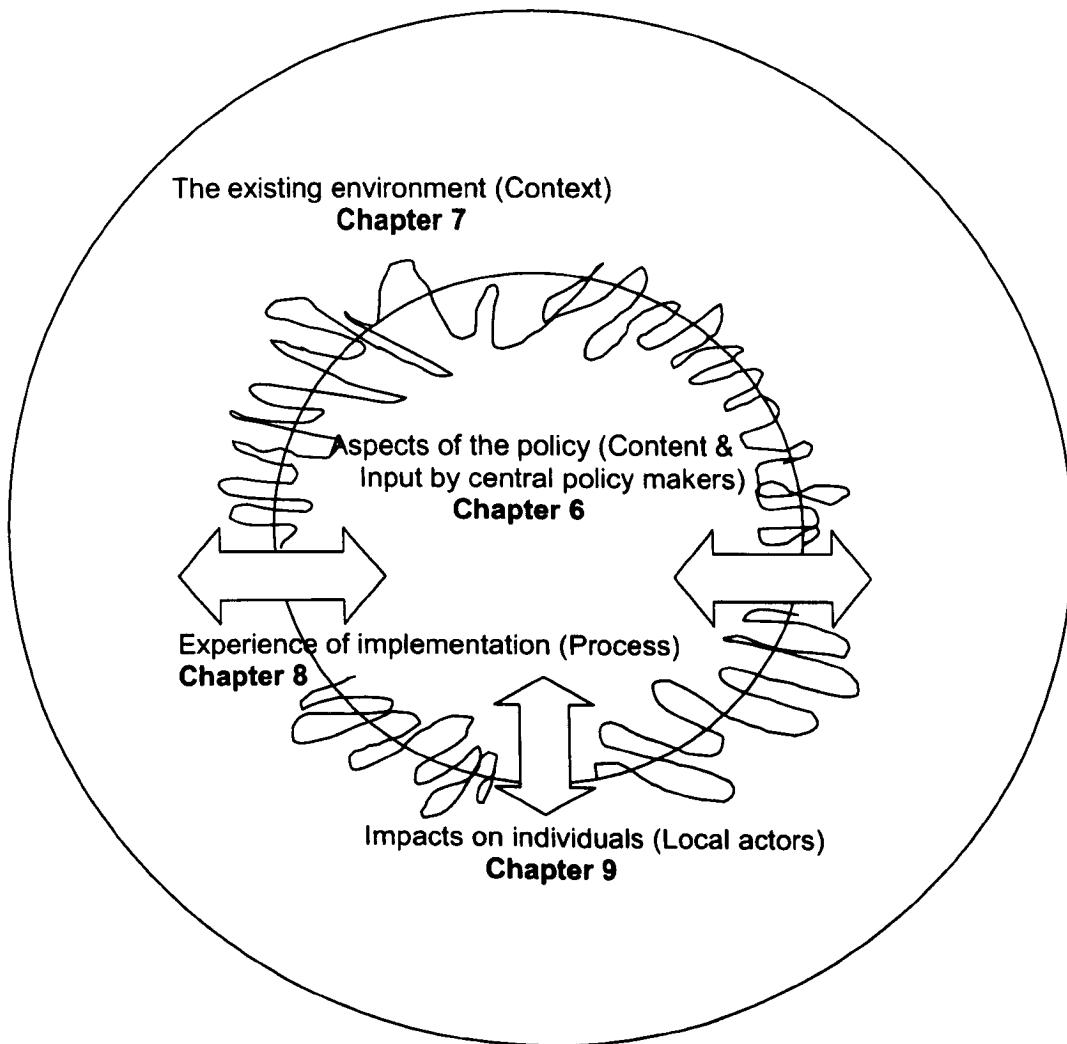 The existing environment (Context)
Chapter 7
Aspects of the policy (Content &
Input by central policy makers)
Chapter 6
Experience of implementation (Process)
Chapter 8
Impacts on individuals (Local actors)
Chapter 9